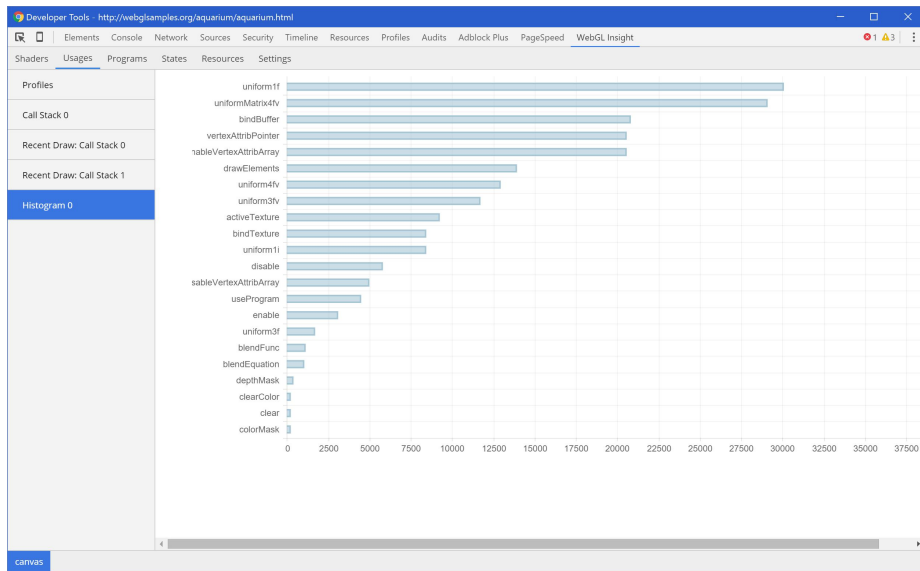 Developer Tools - http://webglsamples.org/aquarium/aquarium.html
Elements Console Network Sources Security Timeline Resources Profiles Audits Adblock Plus PageSpeed WebGL Insight 1 3
Shaders Usages Programs States Resources Settings
Profiles
Call Stack 0
Recent Draw: Call Stack 0
Recent Draw: Call Stack 1
Histogram 0
uniform1f
uniformMatrix4fv
bindBuffer
vertexAttribPointer
nableVertexAttribArray
drawElements
uniform4fv
uniform3fv
activeTexture
bindTexture
uniform1i
disable
sableVertexAttribArray
useProgram
enable
uniform3f
blendFunc
blendEquation
depthMask
clearColor
clear
colorMask
0 2500 5000 7500 10000 12500 15000 17500 20000 22500 25000 27500 30000 32500 35000 37500
canvas